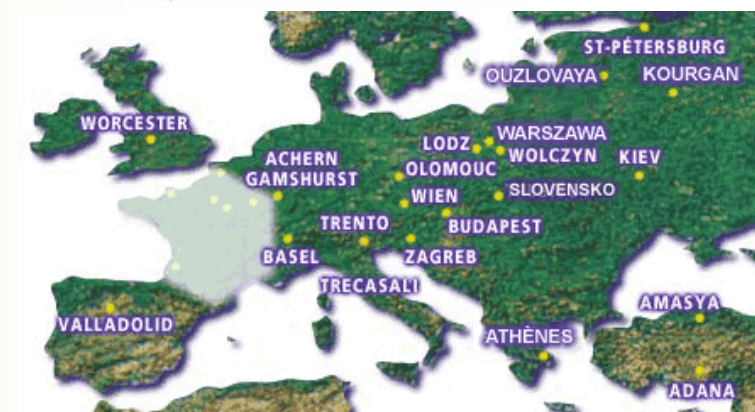 ST-PÉTERSBURG
OUZLOVAYA
KOURGAN
WORCESTER
WARSZAWA
LODZ
WOLCZYN
KIEV
ACHERN
GAMSHURST
OLOMOUC
SLOVENSKO
WIEN
TRENTO
BUDAPEST
BASEL
ZAGREB
TRECASALI
AMASYA
VALLADOLID
ATHÈNES
ADANA